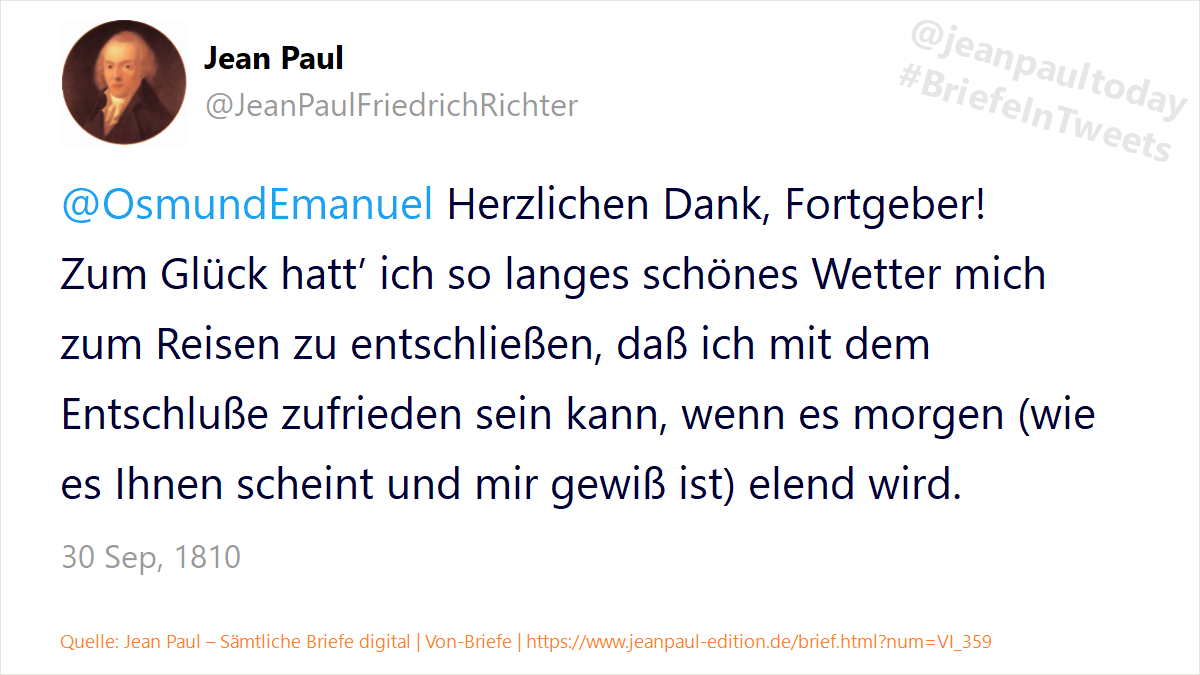 Jean Paul
@JeanPaulFriedrichRichter
@jeanpaultoday
#BriefeInTweets
@OsmundEmanuel Herzlichen Dank, Fortgeber!
Zum Glück hatt’ ich so langes schönes Wetter mich
zum Reisen zu entschließen, daß ich mit dem
Entschluße zufrieden sein kann, wenn es morgen (wie
es Ihnen scheint und mir gewiß ist) elend wird.
30 Sep, 1810
Quelle: Jean Paul – Sämtliche Briefe digital | Von-Briefe | https://www.jeanpaul-edition.de/brief.html?num=VI_359